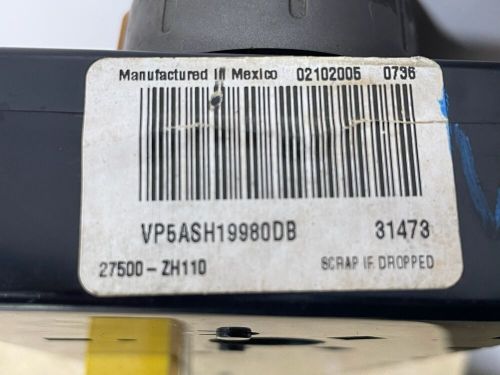 Manufactured in Mexico 02102005 0736
VP5ASH19980DB 31473
27500-ZH110 SCRAP IF DROPPED